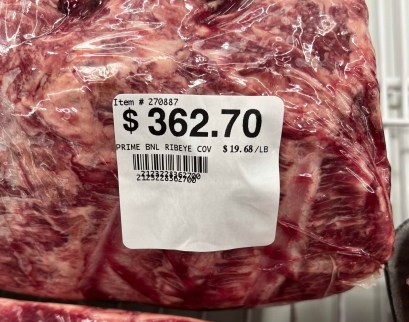 Item # 270887
$ 362.70
PRIME BNL RIBEYE COV $19.68/LB